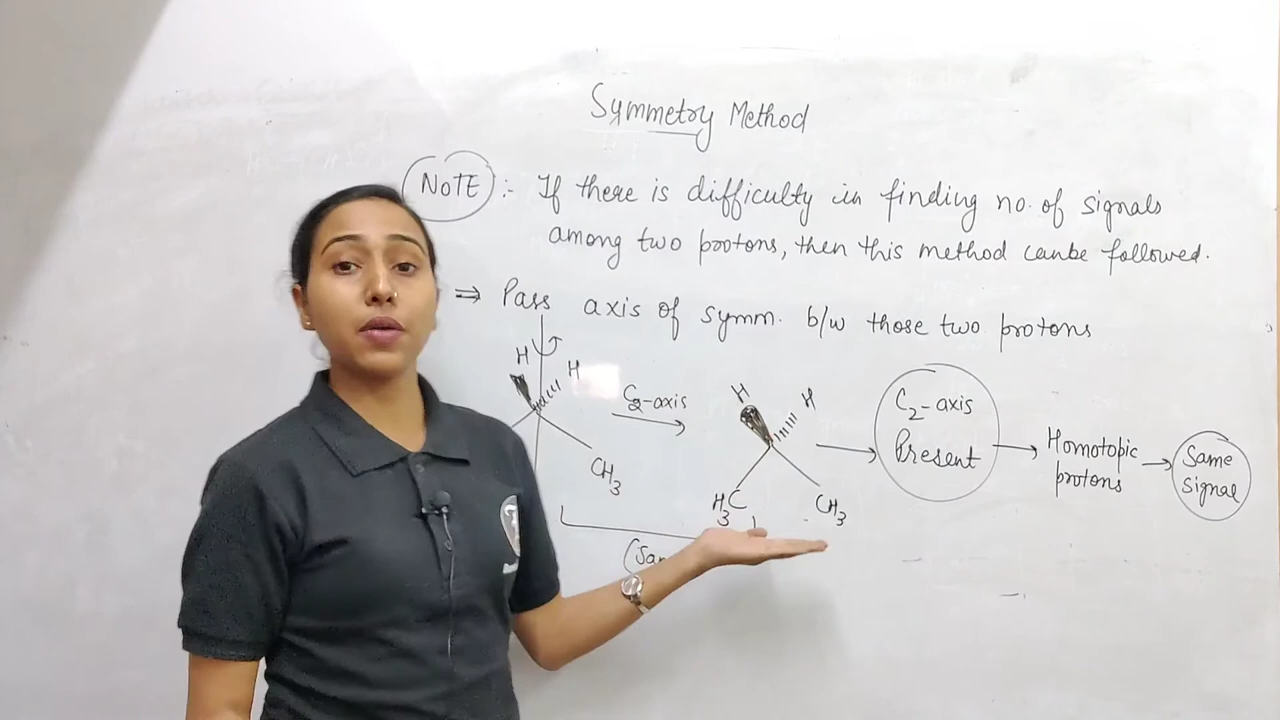 Symmetry Method
NOTE :- If there is difficulty in finding no. of signals
among two protons, then this method can be followed.
⇒ Pass axis of symm. b/w those two protons
H H C2-axis H H C2-axis
Present Homotopic
protons Same
Signal
CH3 H3C CH3